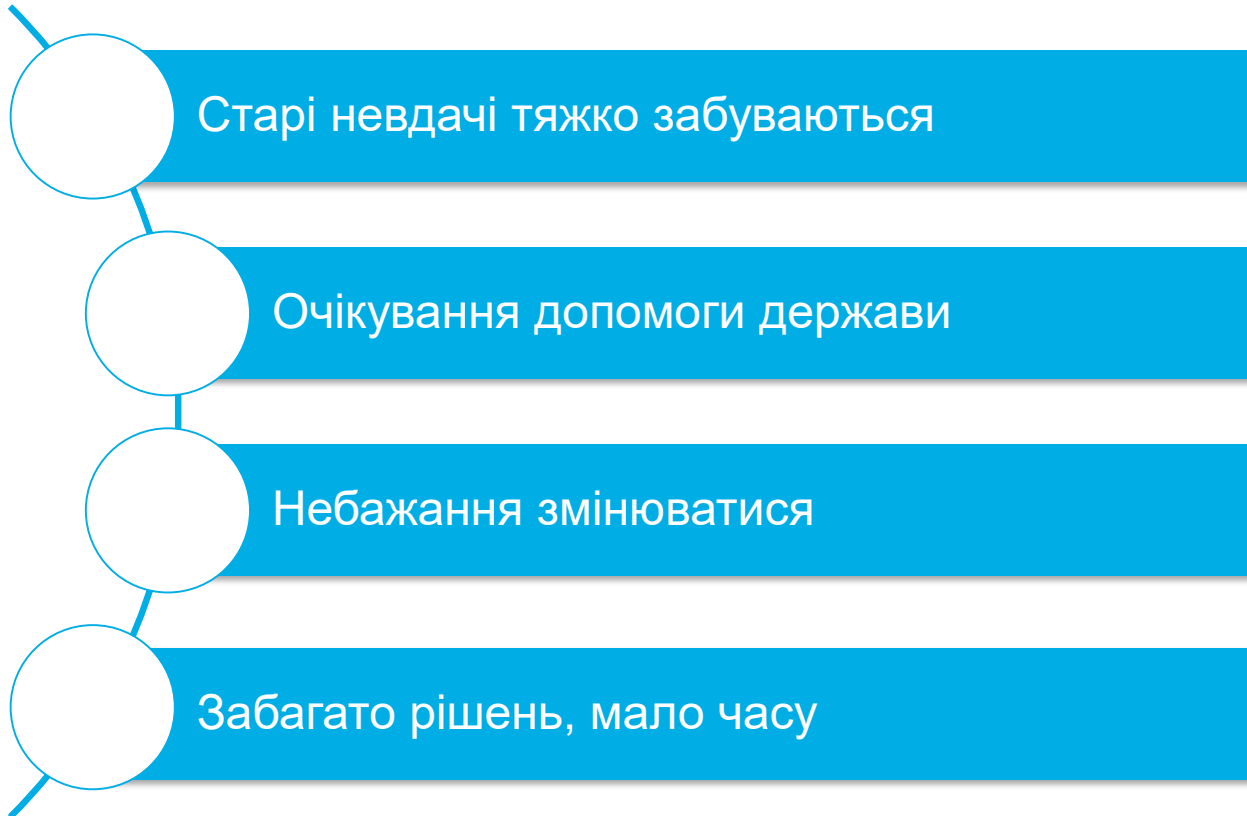 Старі невдачі тяжко забуваються
Очікування допомоги держави
Небажання змінюватися
Забагато рішень, мало часу